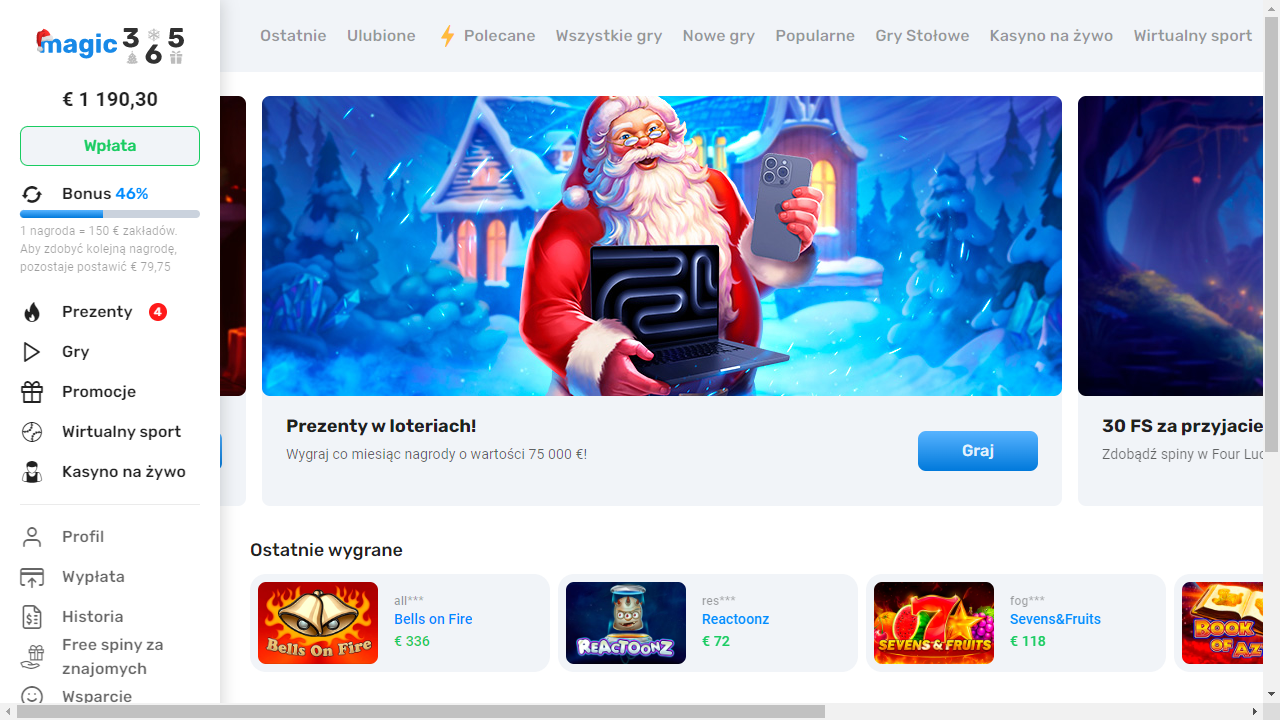 magic 365
€ 1 190,30
Wpłata
Bonus 46%
1 nagroda = 150 € zakładów.
Aby zdobyć kolejną nagrodę,
pozostaje postawić € 79,75
Prezenty 4
Gry
Promocje
Wirtualny sport
Kasyno na żywo
Profil
Wypłata
Historia
Free spiny za
znajomych
Wsparcie
Ostatnie Ulubione Polecane Wszystkie gry Nowe gry Popularne Gry Stołowe Kasyno na żywo Wirtualny sport
Prezenty w loteriach!
Wygraj co miesiąc nagrody o wartości 75 000 €!
Graj
30 FS za przyjacie
Zdobądź spiny w Four Luc
Ostatnie wygrane
Bells On Fire
all***
Bells on Fire
€ 336
REACTOONZ
res***
Reactoonz
€ 72
SEVENS & FRUITS
fog***
Sevens&Fruits
€ 118
BOOK
OF AZ